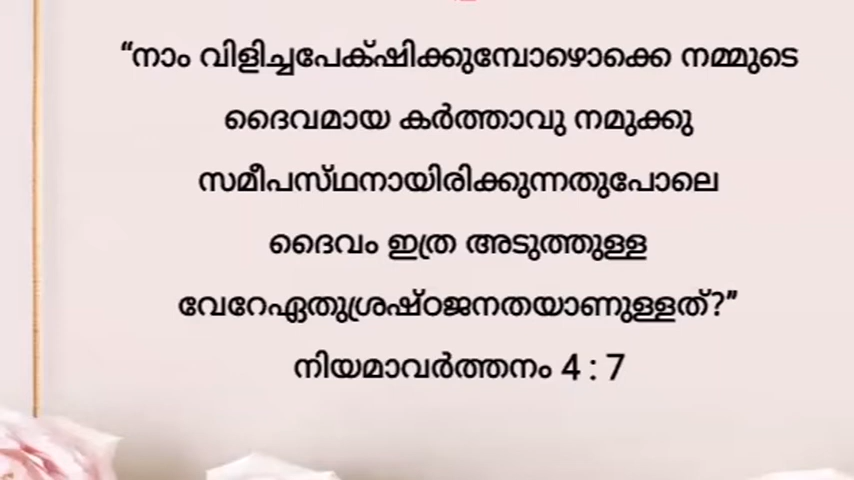 “നാം വിളിച്ചപേക്‌ഷിക്കുമ്പോഴൊക്കെ നമ്മുടെ
ദൈവമായ കർത്താവു നമുക്കു
സമീപസ്‌ഥനായിരിക്കുന്നതുപോലെ
ദൈവം ഇത്ര അടുത്തുള്ള
വേറേഏതുശ്രഷ്‌ഠജനതയാണുള്ളത്?”
നിയമാവർത്തനം 4 : 7